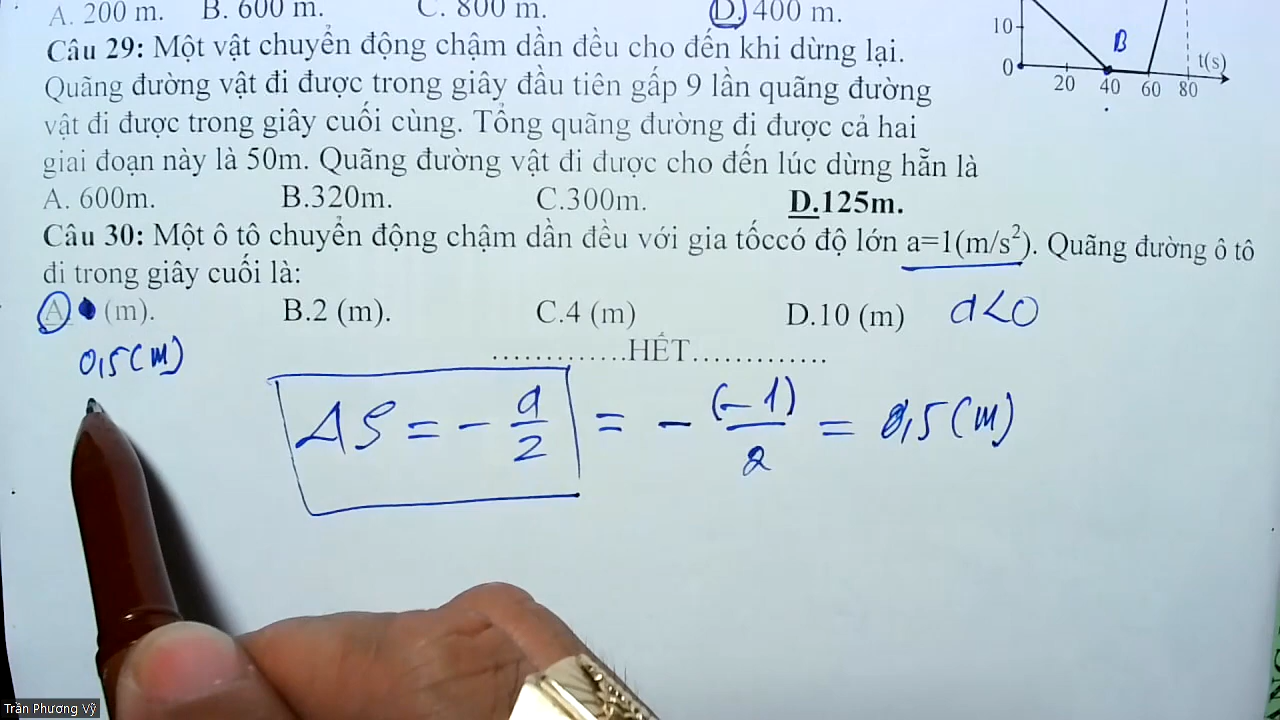 A. 200 m. B. 600 m. C. 800 m. D. 400 m.
Câu 29: Một vật chuyển động chậm dần đều cho đến khi dừng lại.
Quãng đường vật đi được trong giây đầu tiên gấp 9 lần quãng đường
vật đi được trong giây cuối cùng. Tổng quãng đường đi được cả hai
giai đoạn này là 50m. Quãng đường vật đi được cho đến lúc dừng hẵn là
A. 600m. B.320m. C.300m. D.125m.
10
B
0
20 40 60 80 t(s)
Câu 30: Một ô tô chuyển động chậm dần đều với gia tốccó độ lớn a=1(m/s²). Quãng đường ô tô
đi trong giây cuối là:
A. (m). B.2 (m). C.4 (m) D.10 (m) a<0
.............HẾT.............
0,5(m)
ΔS = - a/2 = - (-1)/2 = 0,5(m)
Trần Phương Vỹ